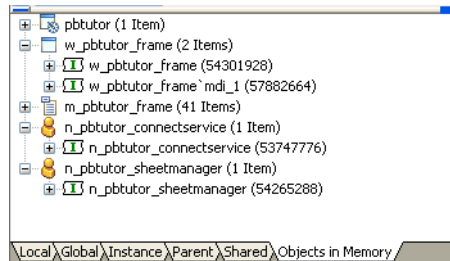 pbtutor (1 Item)
w_pbtutor_frame (2 Items)
w_pbtutor_frame (54301928)
w_pbtutor_frame`mdi_1 (57882664)
m_pbtutor_frame (41 Items)
n_pbtutor_connectservice (1 Item)
n_pbtutor_connectservice (53747776)
n_pbtutor_sheetmanager (1 Item)
n_pbtutor_sheetmanager (54265288)
Local Global Instance Parent Shared Objects in Memory